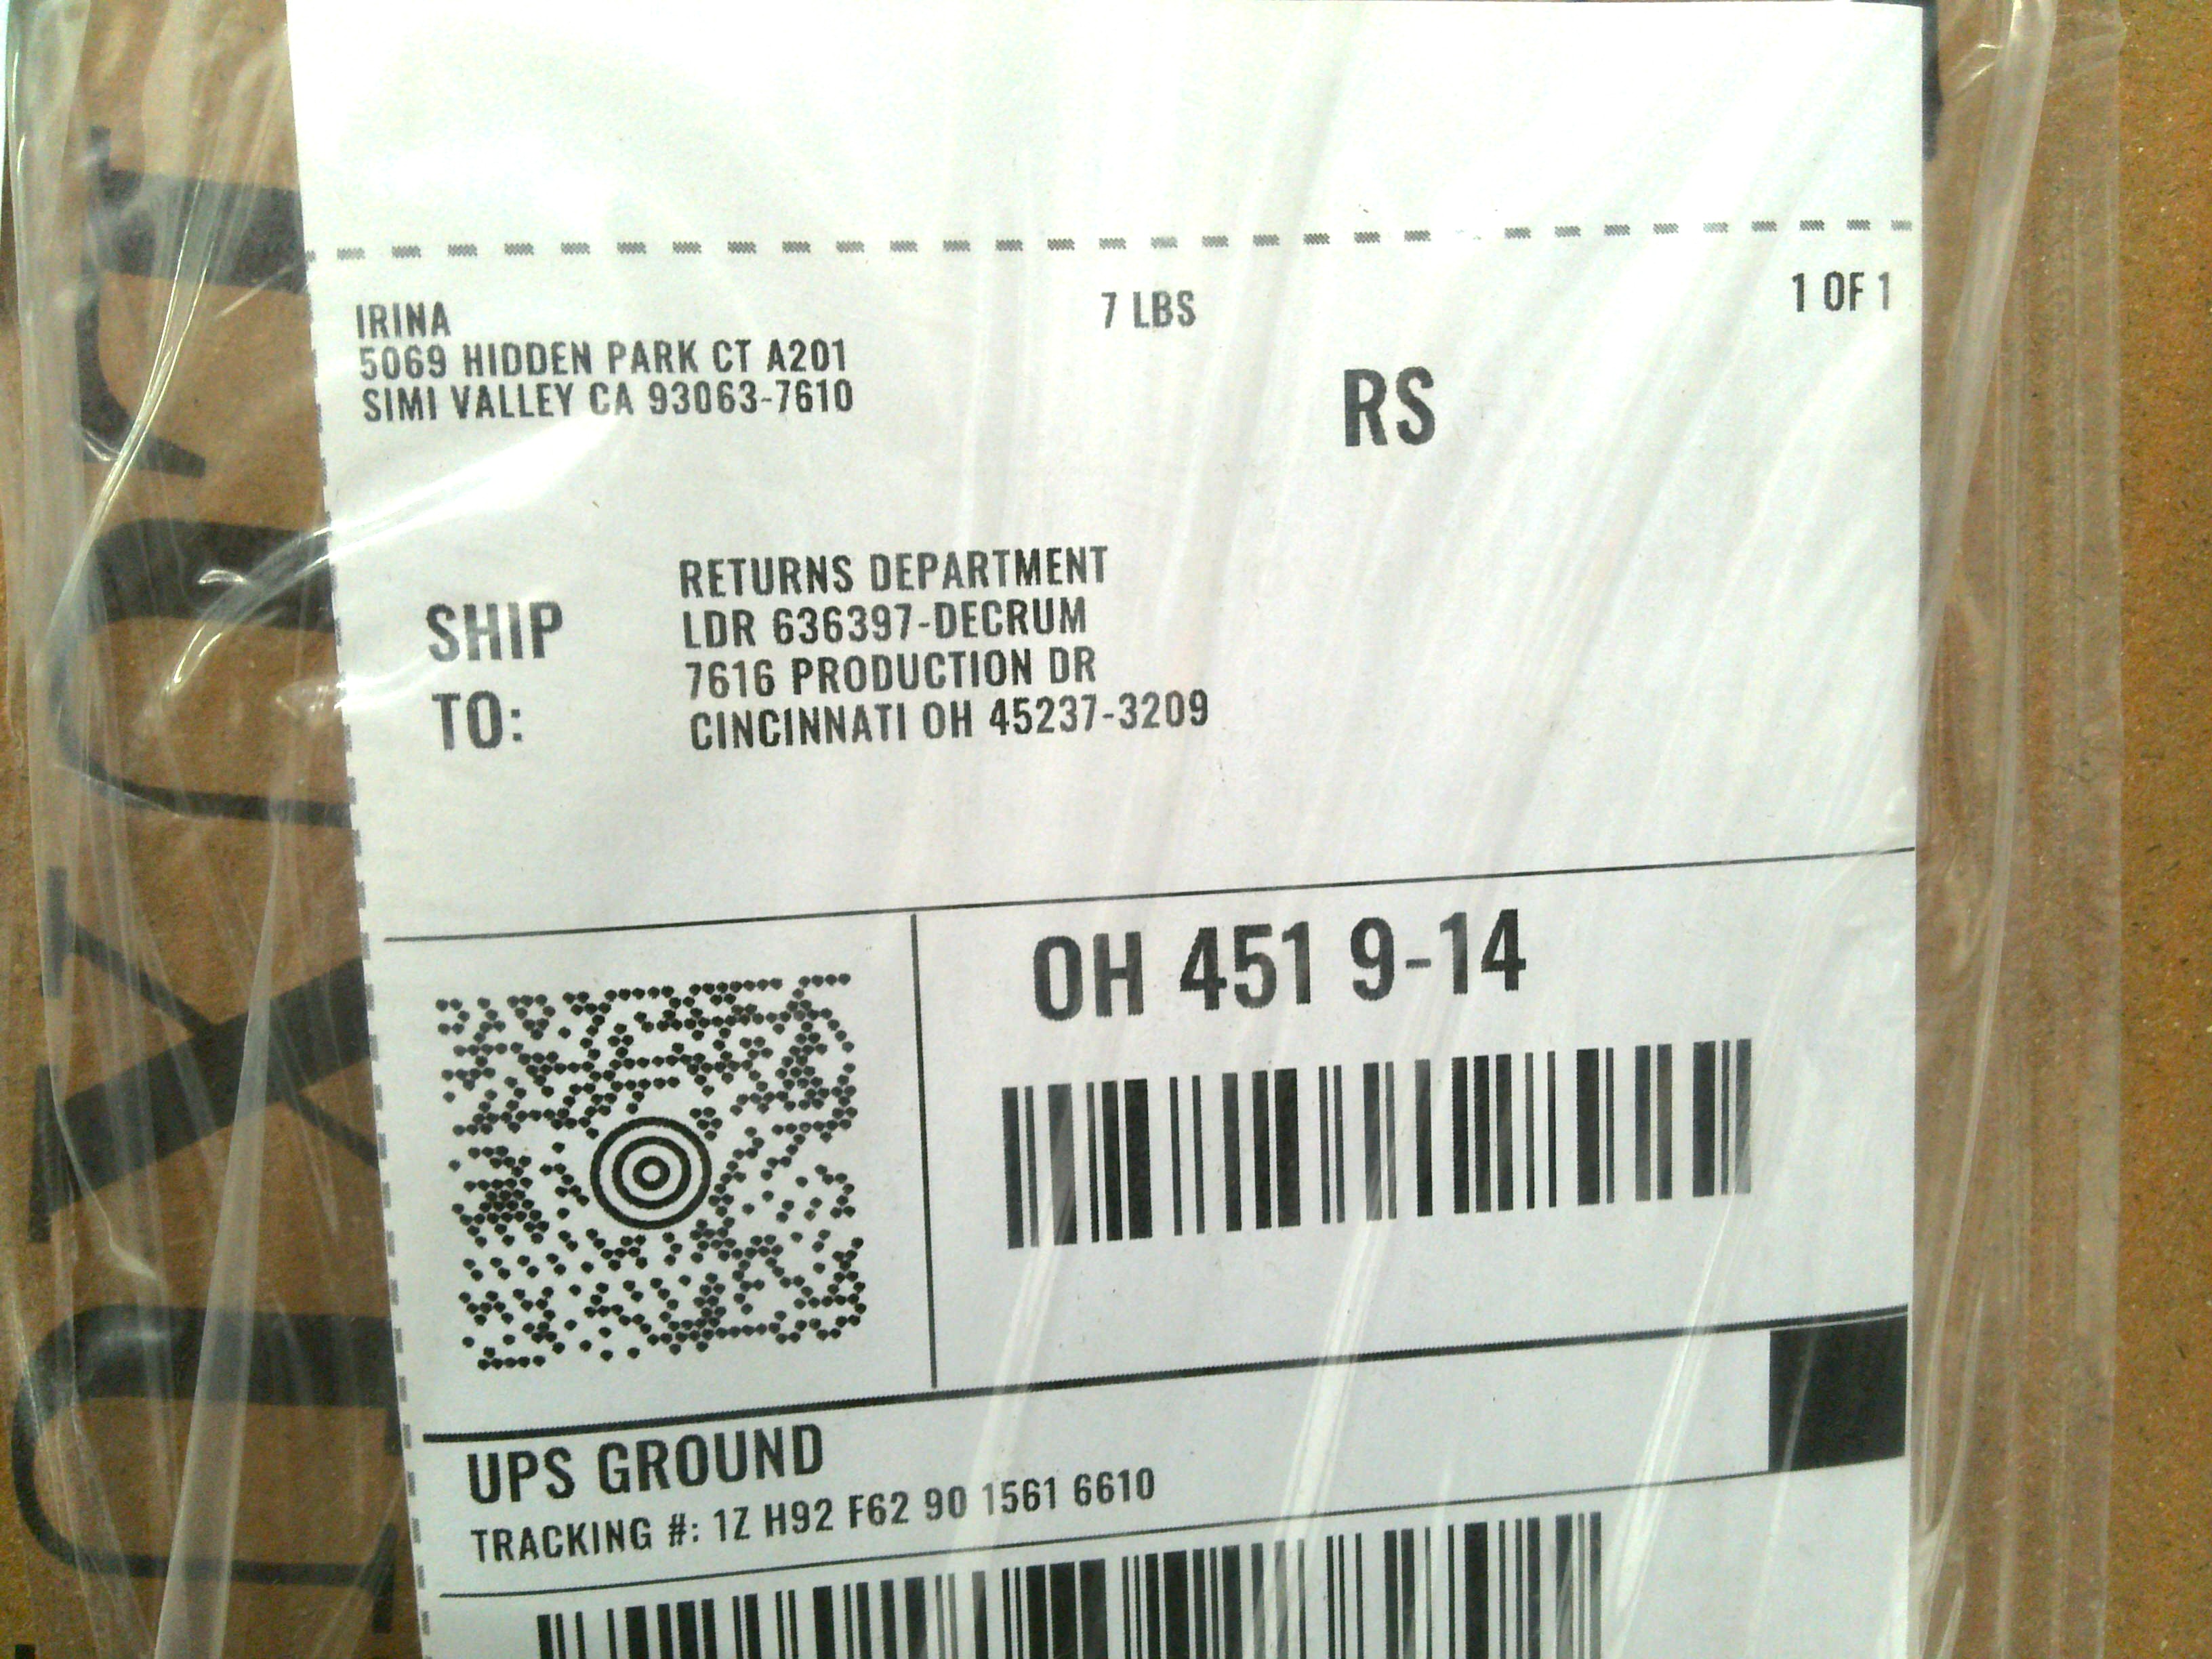 IRINA
5069 HIDDEN PARK CT A201
SIMI VALLEY CA 93063-7610
7 LBS
1 OF 1
RS
SHIP
TO:
RETURNS DEPARTMENT
LDR 636397-DECRUM
7616 PRODUCTION DR
CINCINNATI OH 45237-3209
OH 451 9-14
UPS GROUND
TRACKING #: 1Z H92 F62 90 1561 6610